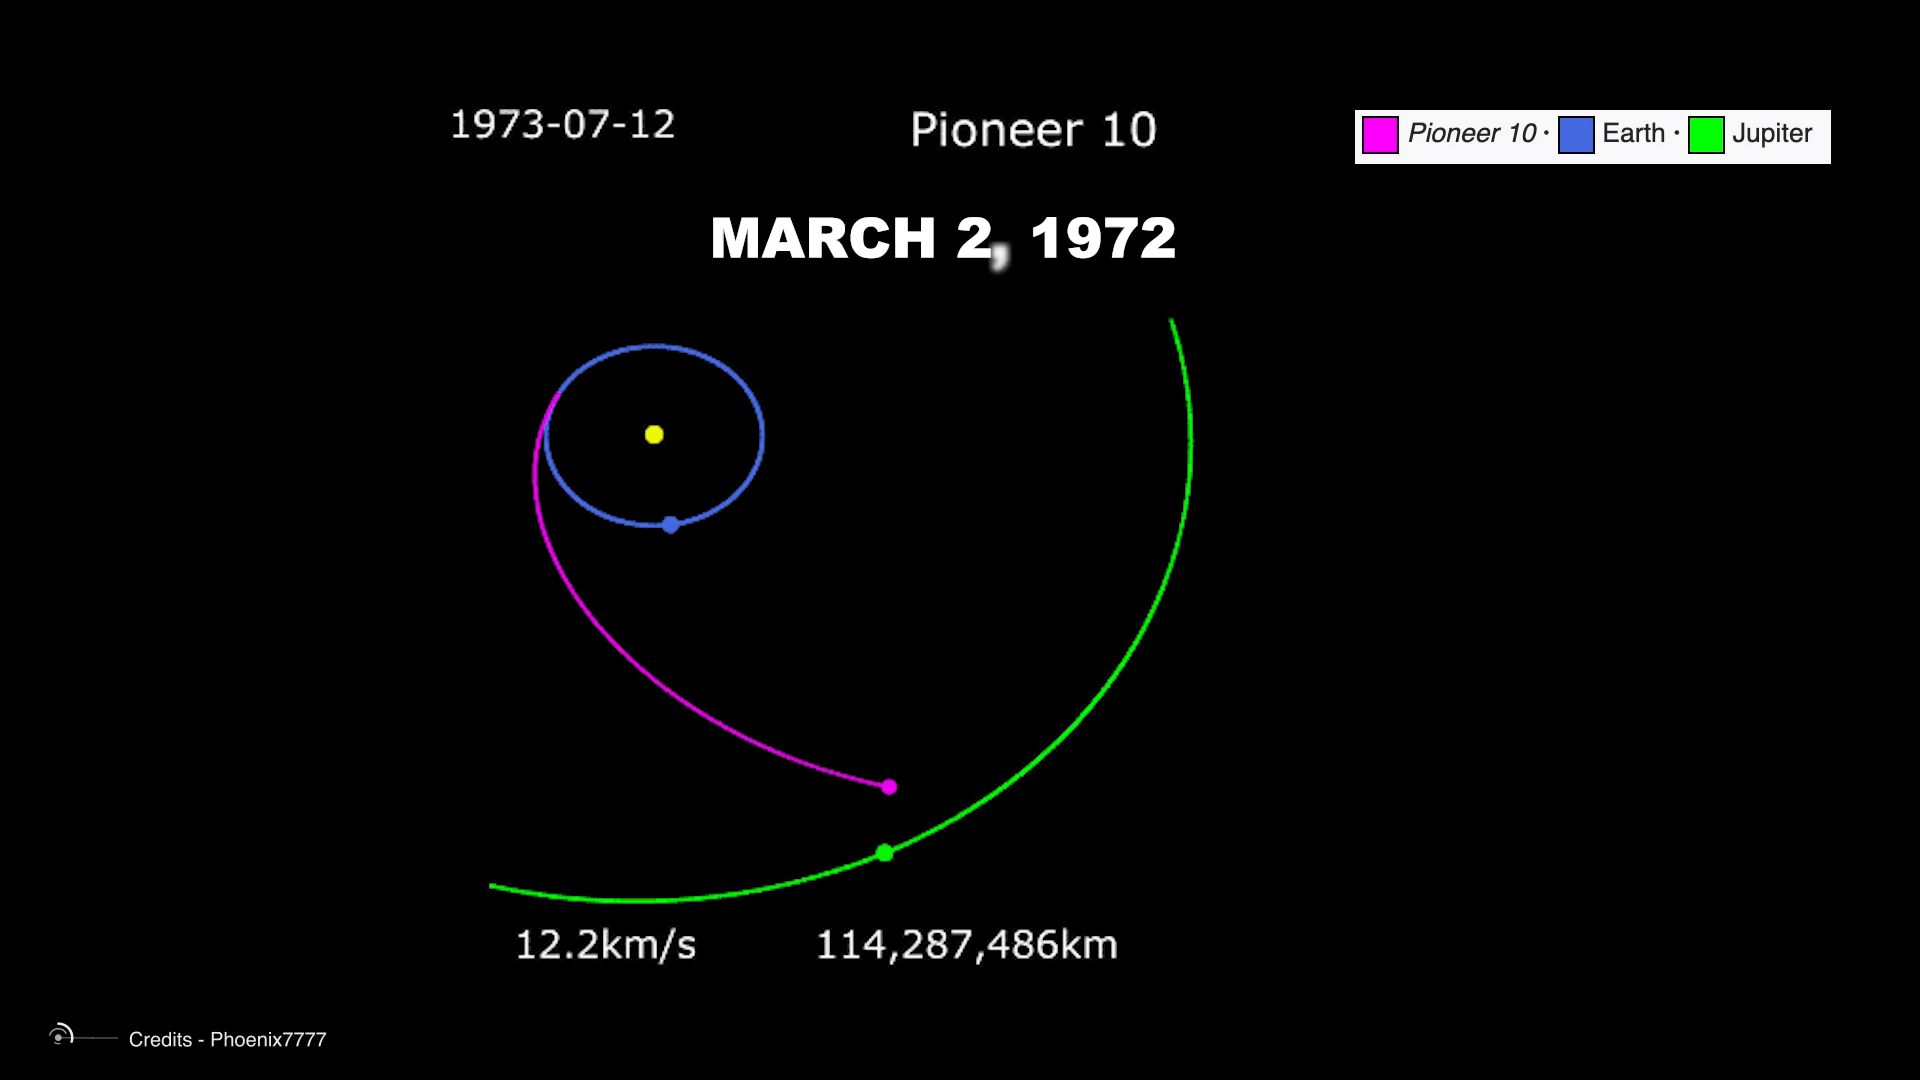 1973-07-12
Pioneer 10
Pioneer 10 · Earth · Jupiter
MARCH 2, 1972
12.2km/s
114,287,486km
Credits - Phoenix7777